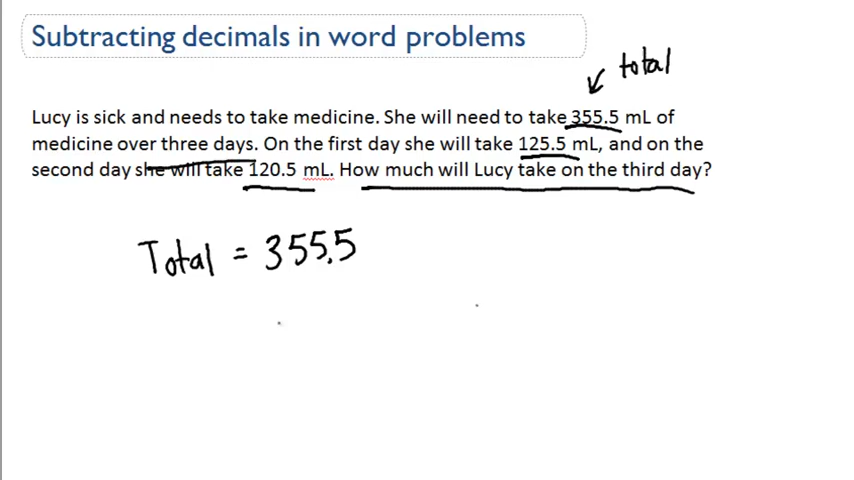 Subtracting decimals in word problems
total
Lucy is sick and needs to take medicine. She will need to take 355.5 mL of
medicine over three days. On the first day she will take 125.5 mL, and on the
second day she will take 120.5 mL. How much will Lucy take on the third day?
Total = 355.5